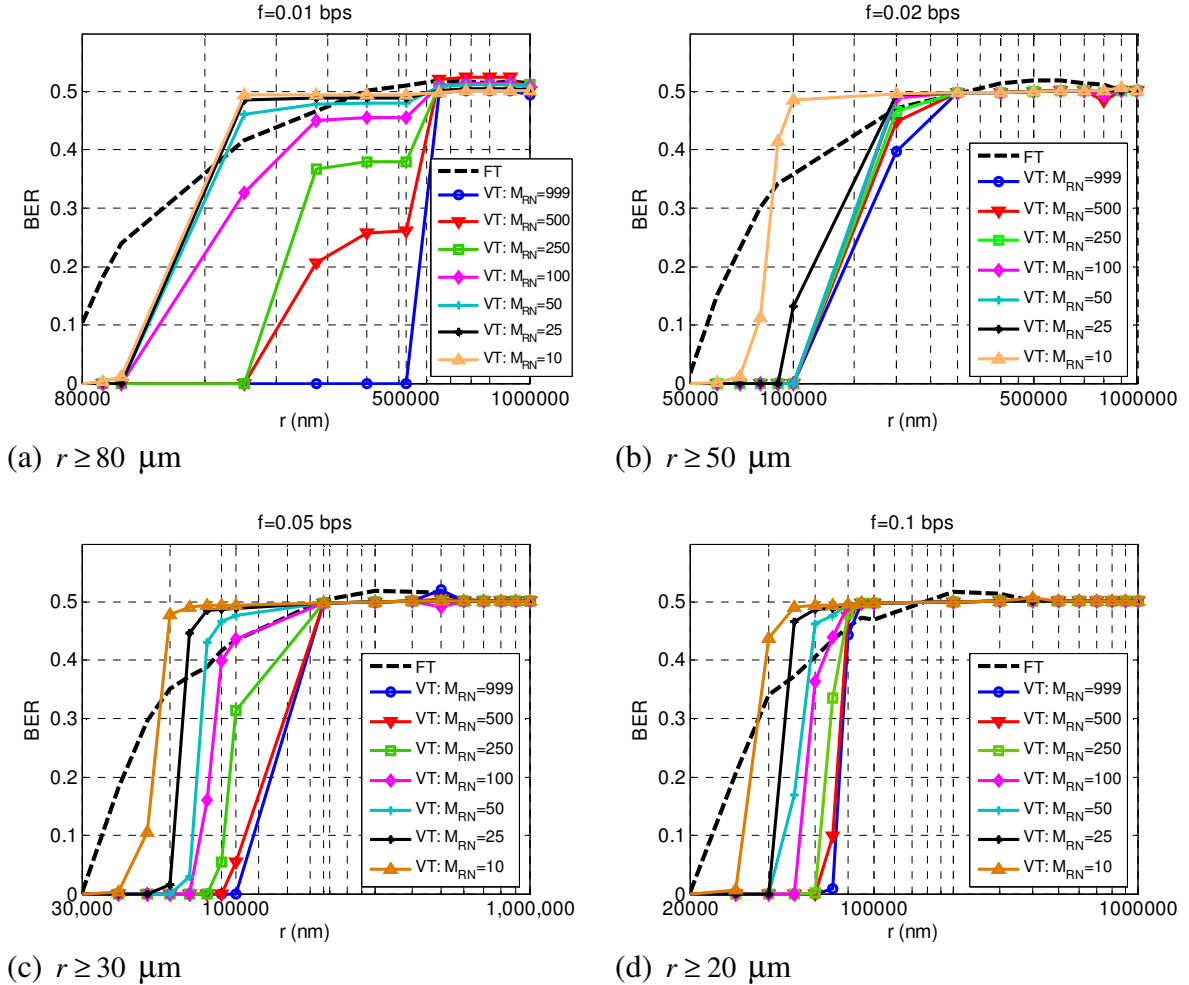 f=0.01 bps
BER
0.5
0.4
0.3
0.2
0.1
0
80000
500000
1000000
r (nm)
FT
VT: M_RN=999
VT: M_RN=500
VT: M_RN=250
VT: M_RN=100
VT: M_RN=50
VT: M_RN=25
VT: M_RN=10
(a) r ≥ 80 μm
f=0.02 bps
BER
0.5
0.4
0.3
0.2
0.1
0
50000
100000
500000
1000000
r (nm)
FT
VT: M_RN=999
VT: M_RN=500
VT: M_RN=250
VT: M_RN=100
VT: M_RN=50
VT: M_RN=25
VT: M_RN=10
(b) r ≥ 50 μm
f=0.05 bps
BER
0.5
0.4
0.3
0.2
0.1
0
30,000
100000
1,000,000
r (nm)
FT
VT: M_RN=999
VT: M_RN=500
VT: M_RN=250
VT: M_RN=100
VT: M_RN=50
VT: M_RN=25
VT: M_RN=10
(c) r ≥ 30 μm
f=0.1 bps
BER
0.5
0.4
0.3
0.2
0.1
0
20000
100000
1000000
r (nm)
FT
VT: M_RN=999
VT: M_RN=500
VT: M_RN=250
VT: M_RN=100
VT: M_RN=50
VT: M_RN=25
VT: M_RN=10
(d) r ≥ 20 μm